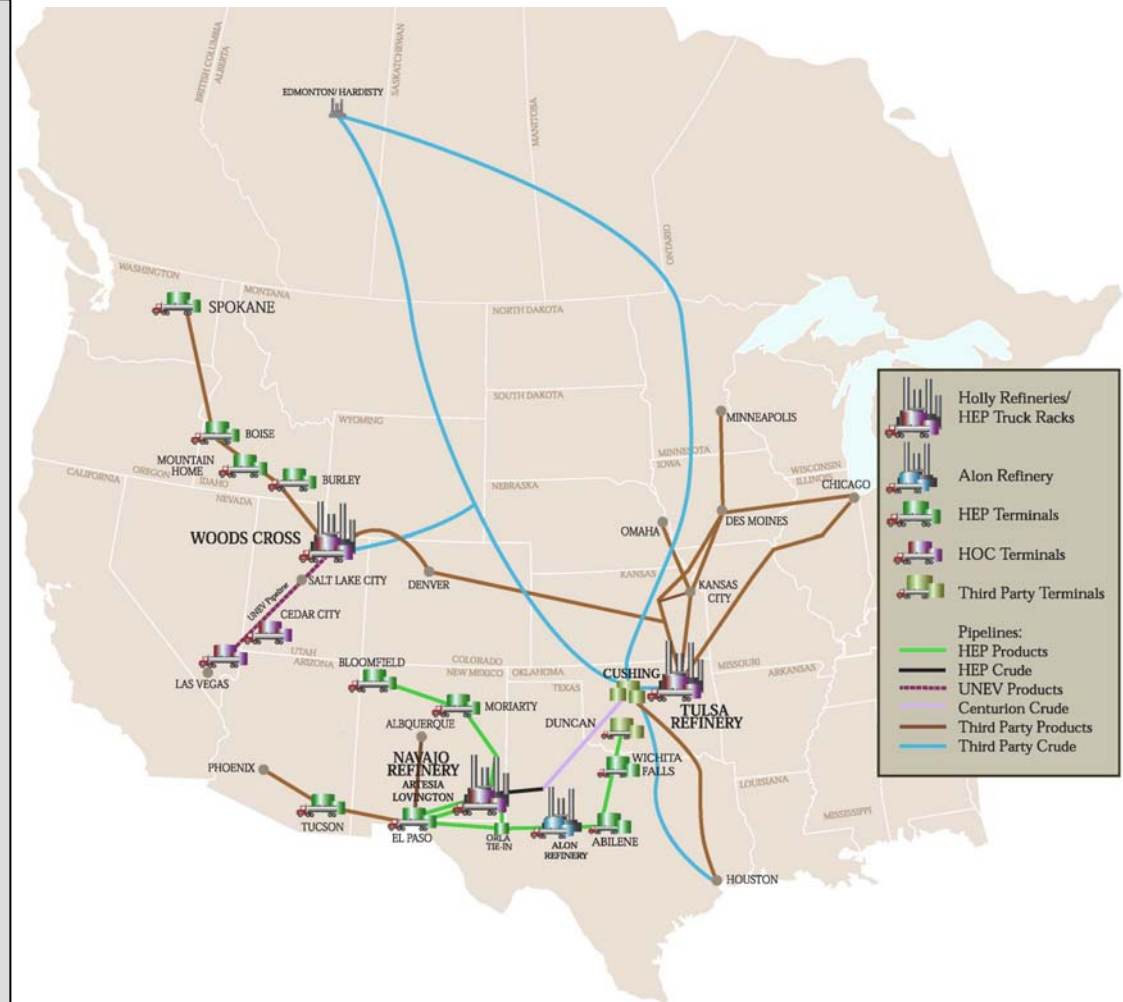 BRITISH COLUMBIA
ALBERTA
SASKATCHEWAN
MANITOBA
ONTARIO
EDMONTON/ HARDISTY
WASHINGTON
MONTANA
NORTH DAKOTA
SPOKANE
SOUTH DAKOTA
MINNEAPOLIS
WYOMING
BOISE
MINNESOTA
IOWA
WISCONSIN
ILLINOIS
MOUNTAIN
HOME
CALIFORNIA
OREGON
IDAHO
NEVADA
BURLEY
NEBRASKA
CHICAGO
DES MOINES
OMAHA
WOODS CROSS
SALT LAKE CITY
DENVER
KANSAS
KANSAS
CITY
UNEV Pipeline
CEDAR CITY
UTAH
ARIZONA
LAS VEGAS
BLOOMFIELD
COLORADO
NEW MEXICO
OKLAHOMA
TEXAS
MISSOURI
ARKANSAS
CUSHING
TULSA
REFINERY
MORIARTY
DUNCAN
ALBUQUERQUE
WICHITA
FALLS
NAVAJO
REFINERY
ARTESIA
LOVINGTON
PHOENIX
TUCSON
EL PASO
ORLA
TIE-IN
ALON
REFINERY
ABILENE
LOUISIANA
MISSISSIPPI
HOUSTON
Holly Refineries/
HEP Truck Racks
Alon Refinery
HEP Terminals
HOC Terminals
Third Party Terminals
Pipelines:
HEP Products
HEP Crude
UNEV Products
Centurion Crude
Third Party Products
Third Party Crude